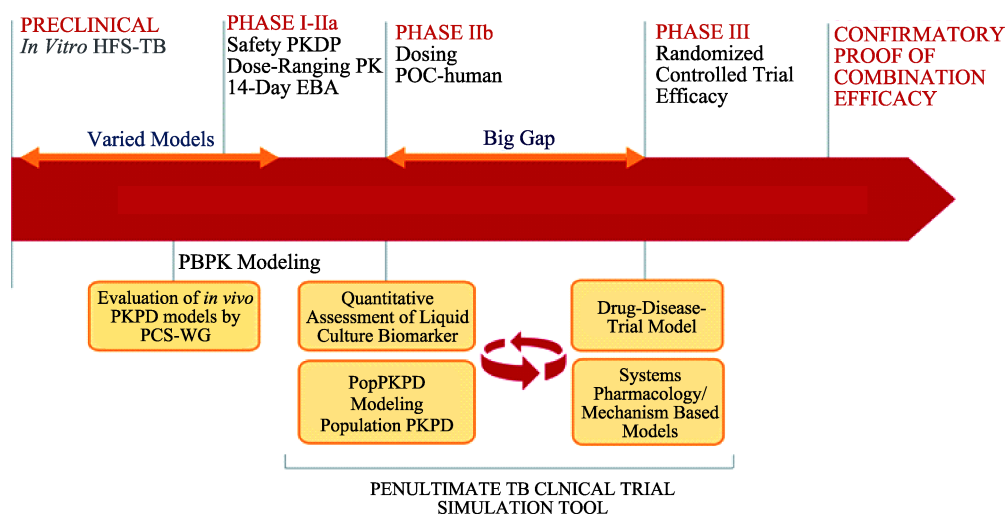 PRECLINICAL
In Vitro HFS-TB
PHASE I-IIa
Safety PKDP
Dose-Ranging PK
14-Day EBA
PHASE IIb
Dosing
POC-human
PHASE III
Randomized
Controlled Trial
Efficacy
CONFIRMATORY
PROOF OF
COMBINATION
EFFICACY
Varied Models
Big Gap
PBPK Modeling
Evaluation of in vivo
PKPD models by
PCS-WG
Quantitative
Assessment of Liquid
Culture Biomarker
Drug-Disease-
Trial Model
PopPKPD
Modeling
Population PKPD
Systems
Pharmacology/
Mechanism Based
Models
PENULTIMATE TB CLNICAL TRIAL
SIMULATION TOOL